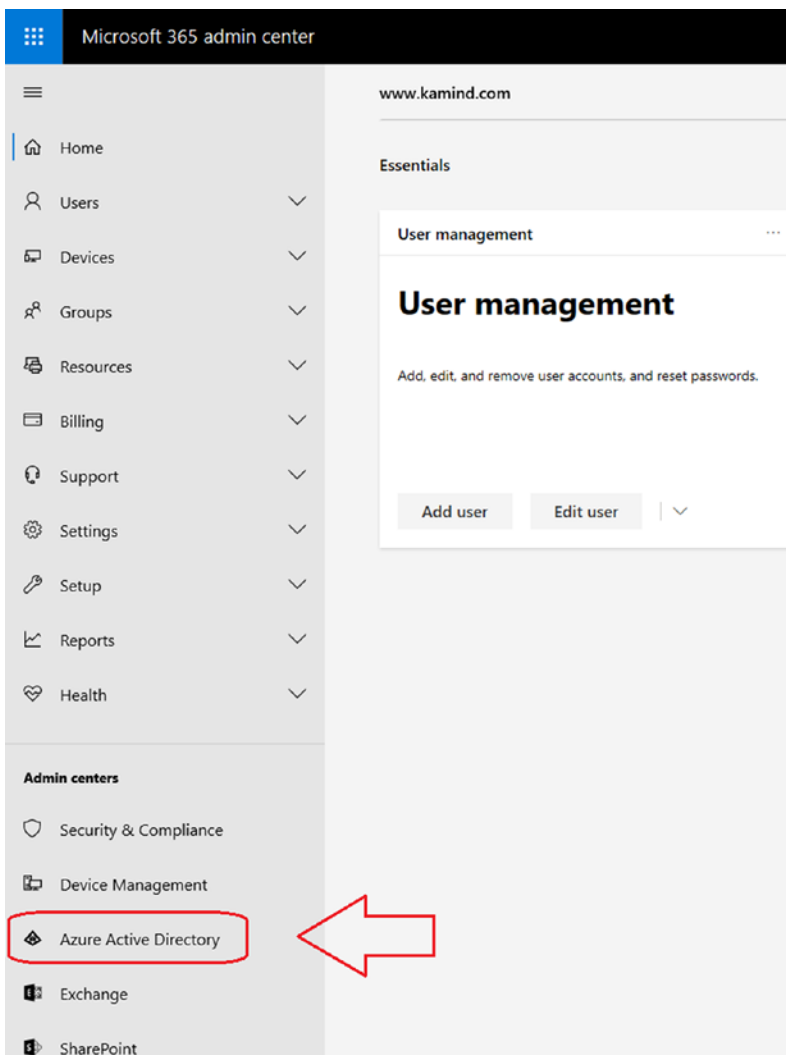 Microsoft 365 admin center
www.kamind.com
Home
Essentials
Users
User management
Devices
User management
Groups
Resources
Add, edit, and remove user accounts, and reset passwords.
Billing
Support
Add user Edit user
Settings
Setup
Reports
Health
Admin centers
Security & Compliance
Device Management
Azure Active Directory
Exchange
SharePoint